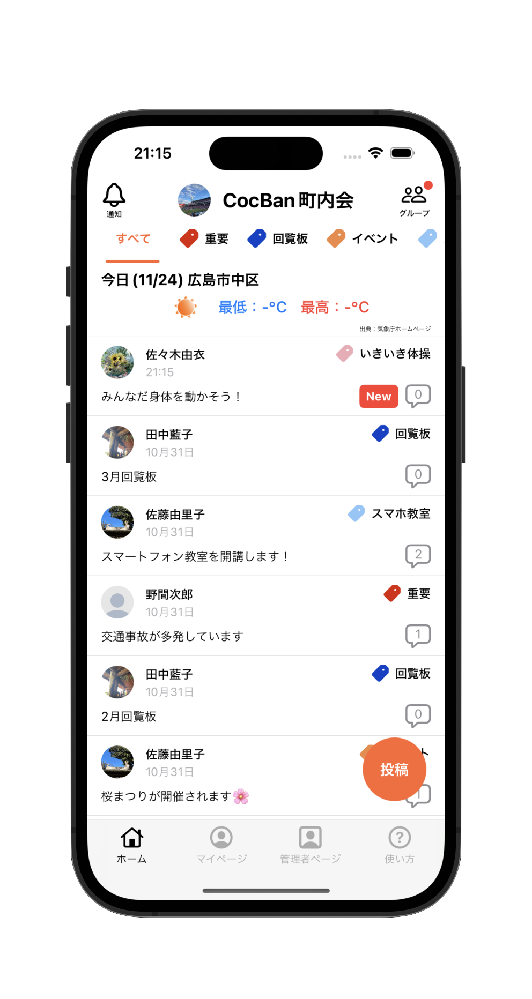 21:15
通知
CocBan 町内会
グループ
すべて 重要 回覧板 イベント
今日 (11/24) 広島市中区
最低：-°C 最高：-°C
出典：気象庁ホームページ
佐々木由衣 いきいき体操
21:15
みんなだ身体を動かそう！ New 0
田中藍子 回覧板
10月31日
3月回覧板 0
佐藤由里子 スマホ教室
10月31日
スマートフォン教室を開講します！ 2
野間次郎 重要
10月31日
交通事故が多発しています 1
田中藍子 回覧板
10月31日
2月回覧板 0
佐藤由里子 ト
10月31日
投稿
桜まつりが開催されます🌸 1
ホーム マイページ 管理者ページ 使い方